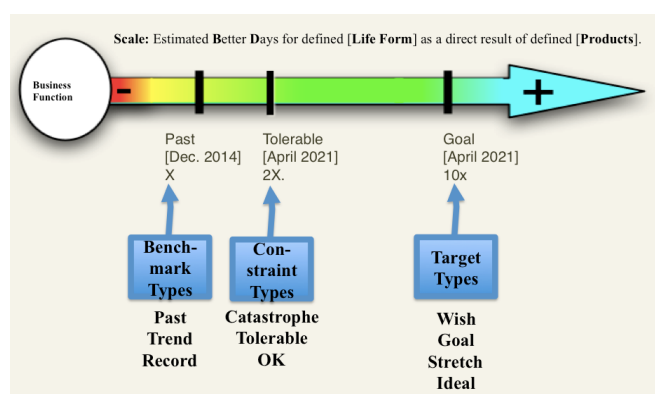 Scale: Estimated Better Days for defined [Life Form] as a direct result of defined [Products].
Business
Function
-
+
Past
[Dec. 2014]
X
Tolerable
[April 2021]
2X.
Goal
[April 2021]
10x
Bench-
mark
Types
Con-
straint
Types
Target
Types
Past
Trend
Record
Catastrophe
Tolerable
OK
Wish
Goal
Stretch
Ideal